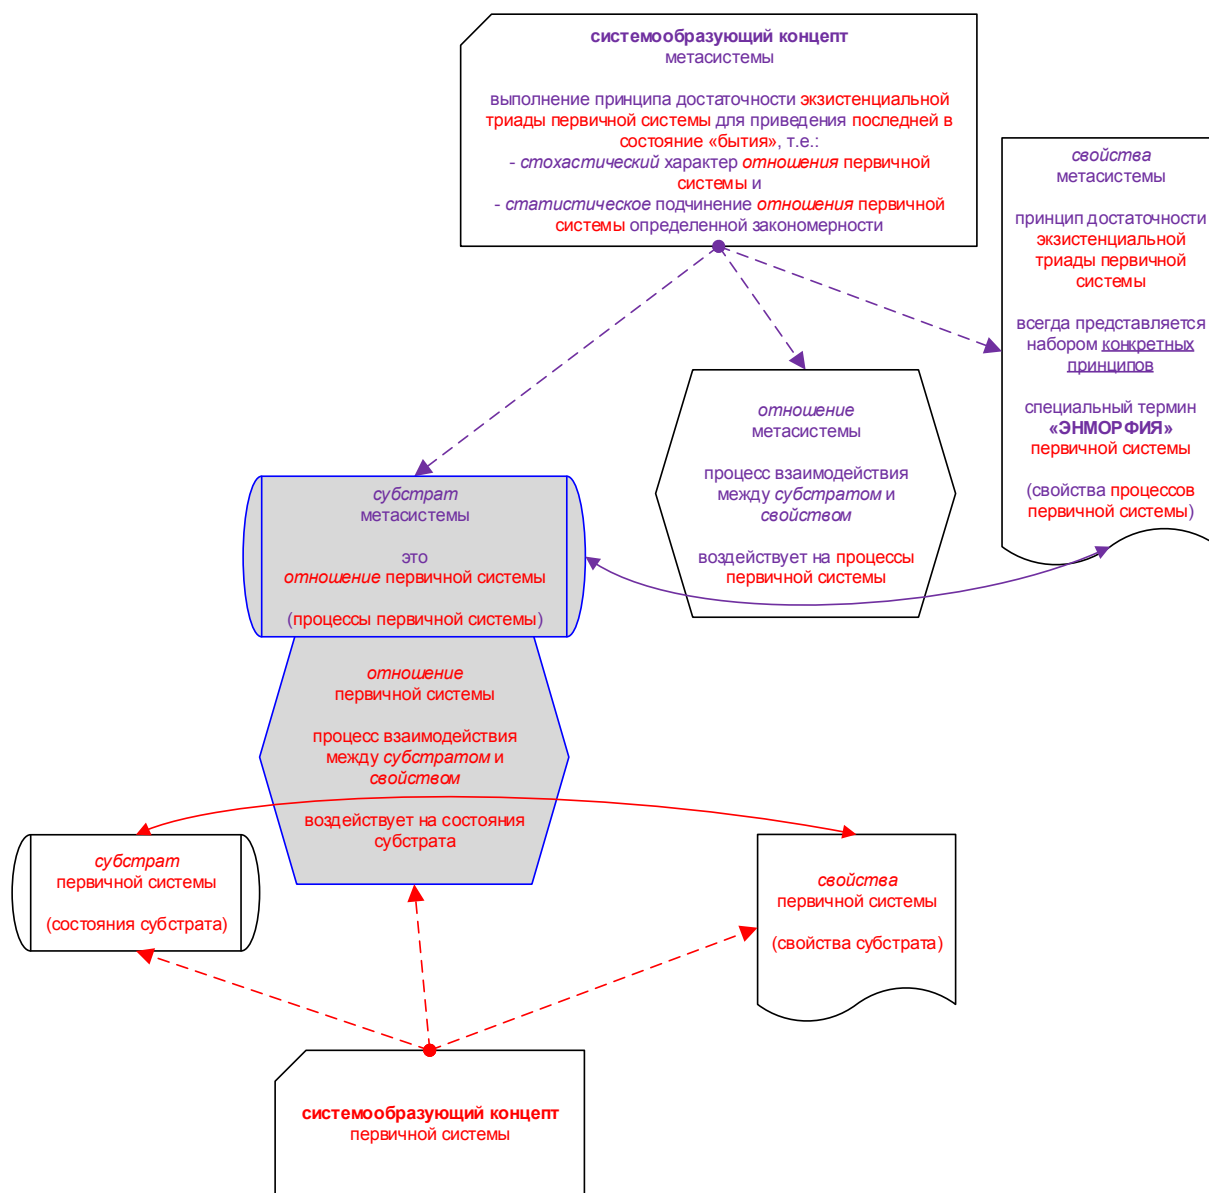 системообразующий концепт
метасистемы
выполнение принципа достаточности экзистенциальной
триады первичной системы для приведения последней в
состояние «бытия», т.е.:
- стохастический характер отношения первичной
системы и
- статистическое подчинение отношения первичной
системы определенной закономерности
свойства
метасистемы
принцип достаточности
экзистенциальной
триады первичной
системы
всегда представляется
набором конкретных
принципов
специальный термин
«ЭНМОРФИЯ»
первичной системы
(свойства процессов
первичной системы)
отношение
метасистемы
процесс взаимодействия
между субстратом и
свойством
воздействует на процессы
первичной системы
субстрат
метасистемы
это
отношение первичной системы
(процессы первичной системы)
отношение
первичной системы
процесс взаимодействия
между субстратом и
свойством
воздействует на состояния
субстрата
субстрат
первичной системы
(состояния субстрата)
свойства
первичной системы
(свойства субстрата)
системообразующий концепт
первичной системы